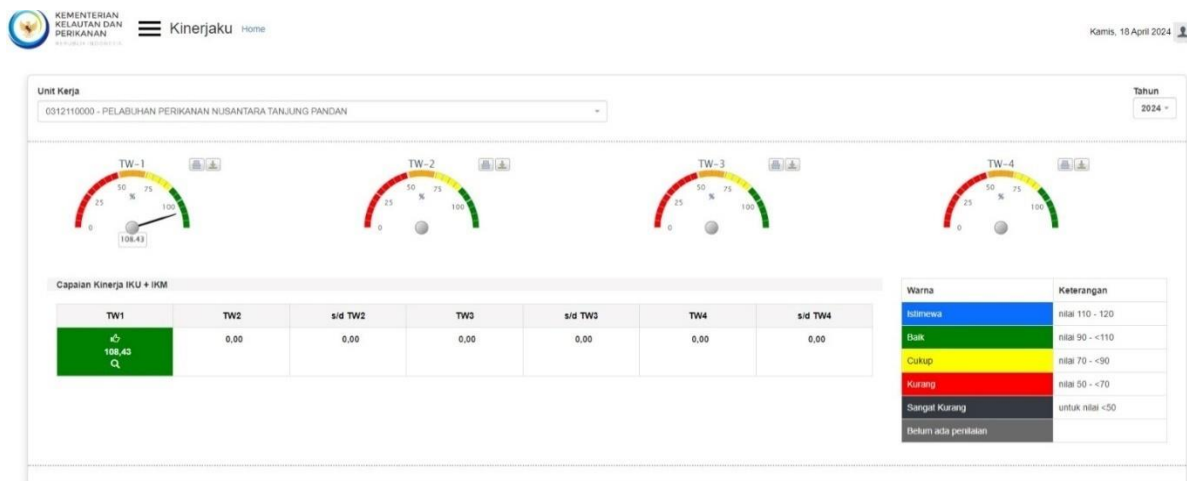 KEMENTERIAN
KELAUTAN DAN
PERIKANAN
REPUBLIK INDONESIA
Kinerjaku Home
Kamis, 18 April 2024
Unit Kerja
Tahun
0312110000 - PELABUHAN PERIKANAN NUSANTARA TANJUNG PANDAN
2024
TW-1
0 25 50 75 100
%
108.43
TW-2
0 25 50 75 100
%
TW-3
0 25 50 75 100
%
TW-4
0 25 50 75 100
%
Capaian Kinerja IKU + IKM
TW1 TW2 s/d TW2 TW3 s/d TW3 TW4 s/d TW4
108,43 0,00 0,00 0,00 0,00 0,00 0,00
Warna Keterangan
Istimewa nilai 110 - 120
Baik nilai 90 - <110
Cukup nilai 70 - <90
Kurang nilai 50 - <70
Sangat Kurang untuk nilai <50
Belum ada penilaian